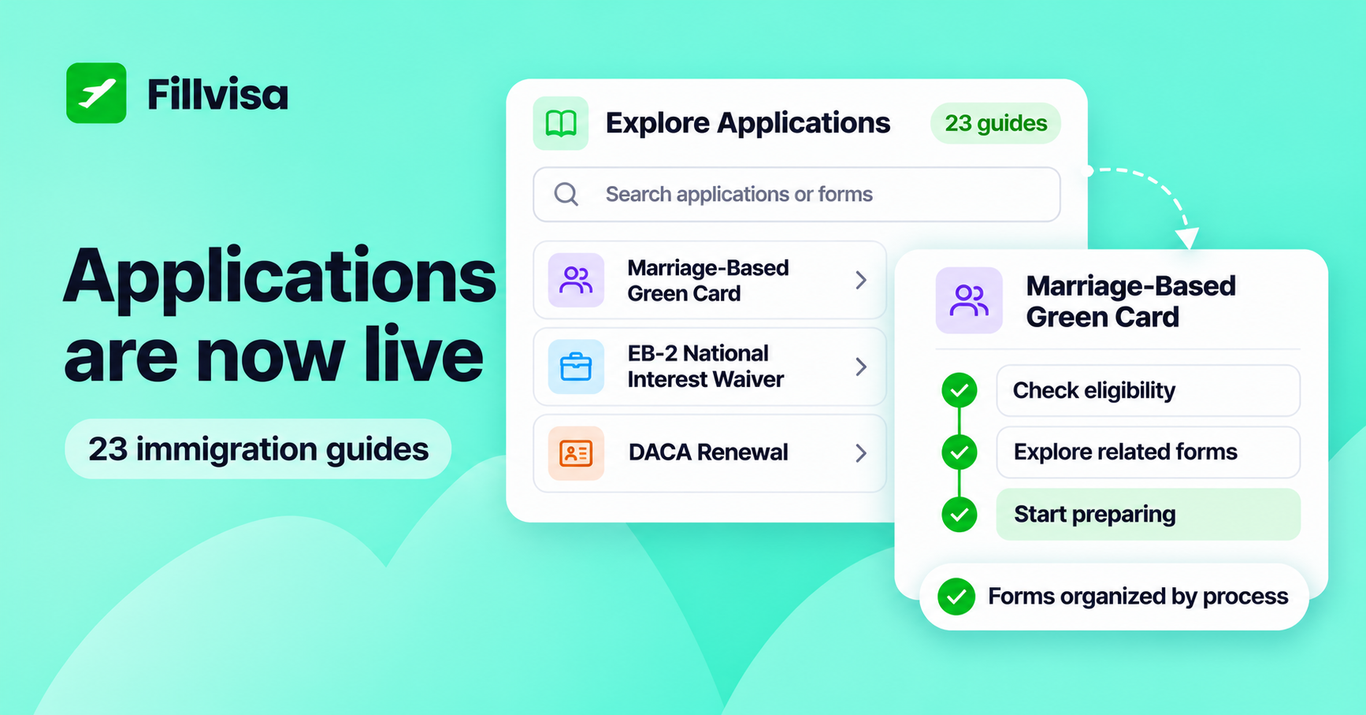 Fillvisa
Applications
are now live
23 immigration guides
Explore Applications
23 guides
Search applications or forms
Marriage-Based
Green Card
EB-2 National
Interest Waiver
DACA Renewal
Marriage-Based
Green Card
Check eligibility
Explore related forms
Start preparing
Forms organized by process